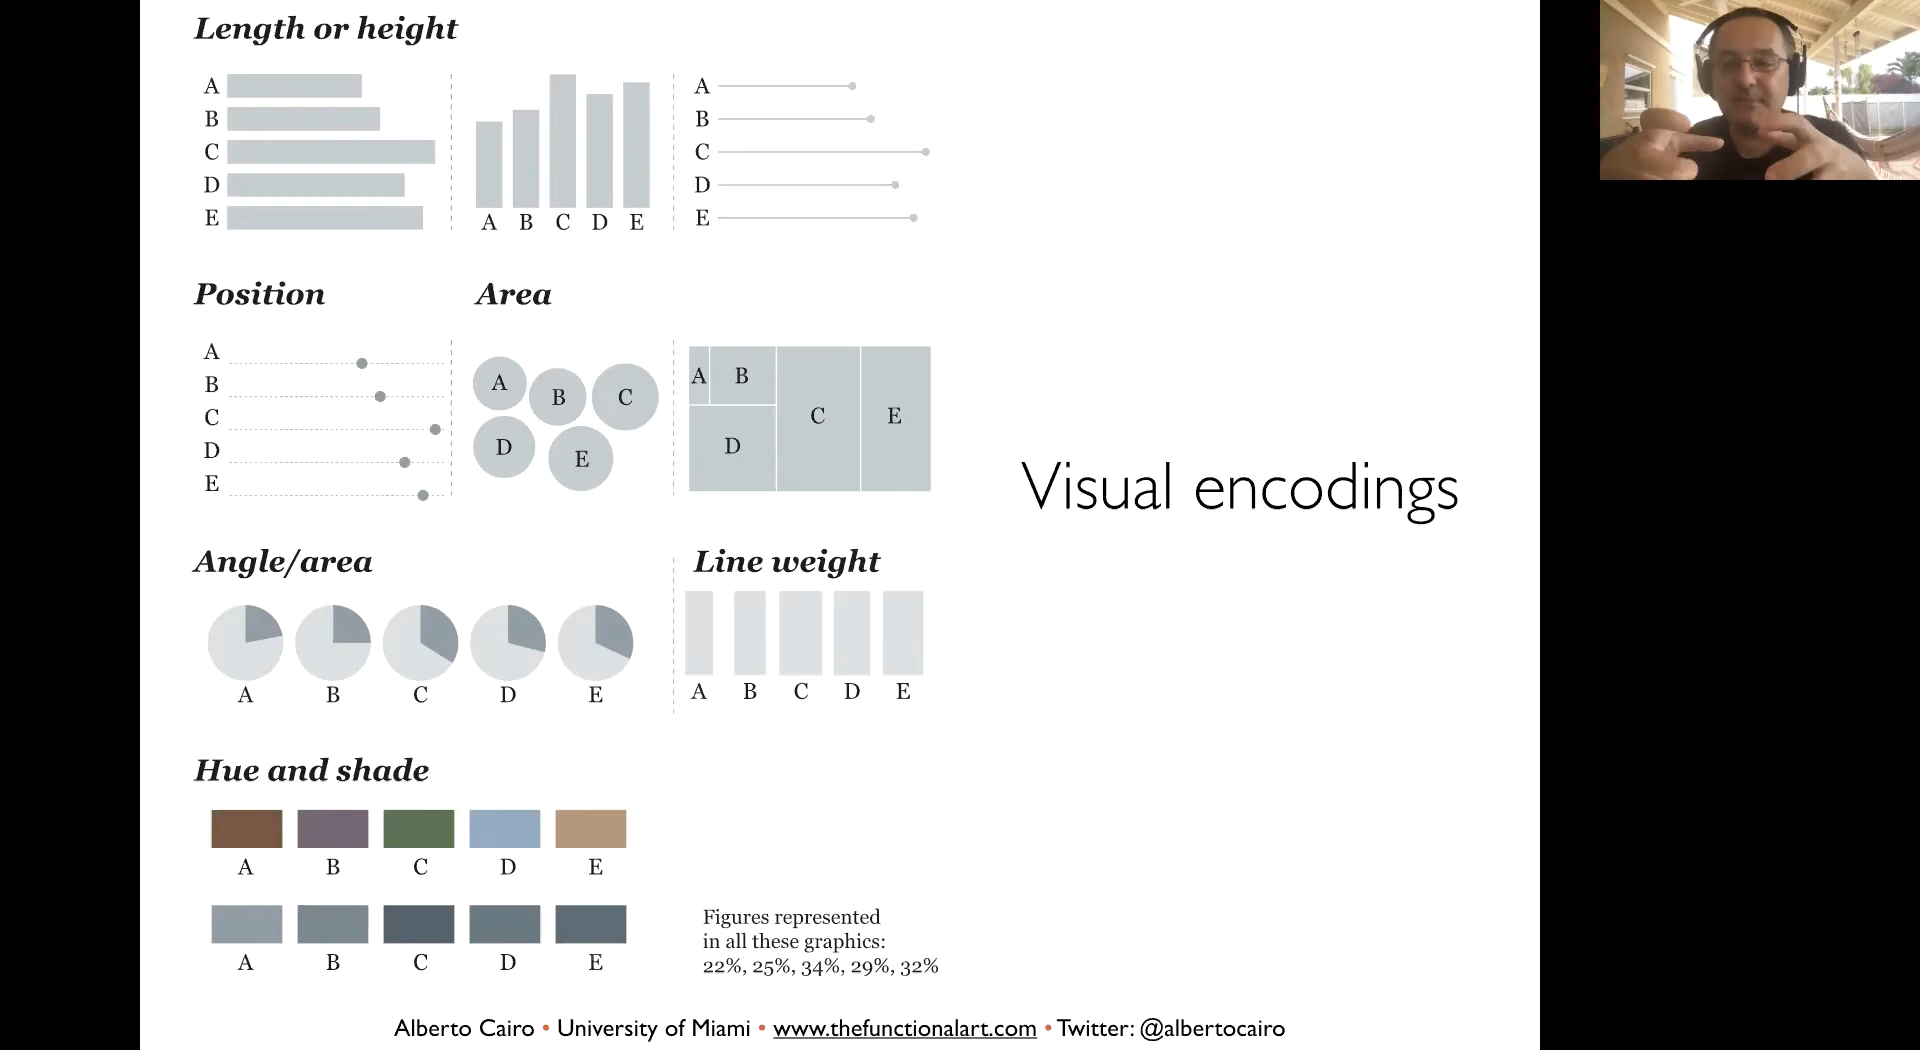 Length or height
A
B
C
D
E
A B C D E
A
B
C
D
E
Position
A
B
C
D
E
Area
A
B
C
D
E
A
B
C
E
D
Visual encodings
Angle/area
A B C D E
Line weight
A B C D E
Hue and shade
A B C D E
A B C D E
Figures represented
in all these graphics:
22%, 25%, 34%, 29%, 32%
Alberto Cairo • University of Miami • www.thefunctionalart.com • Twitter: @albertocairo